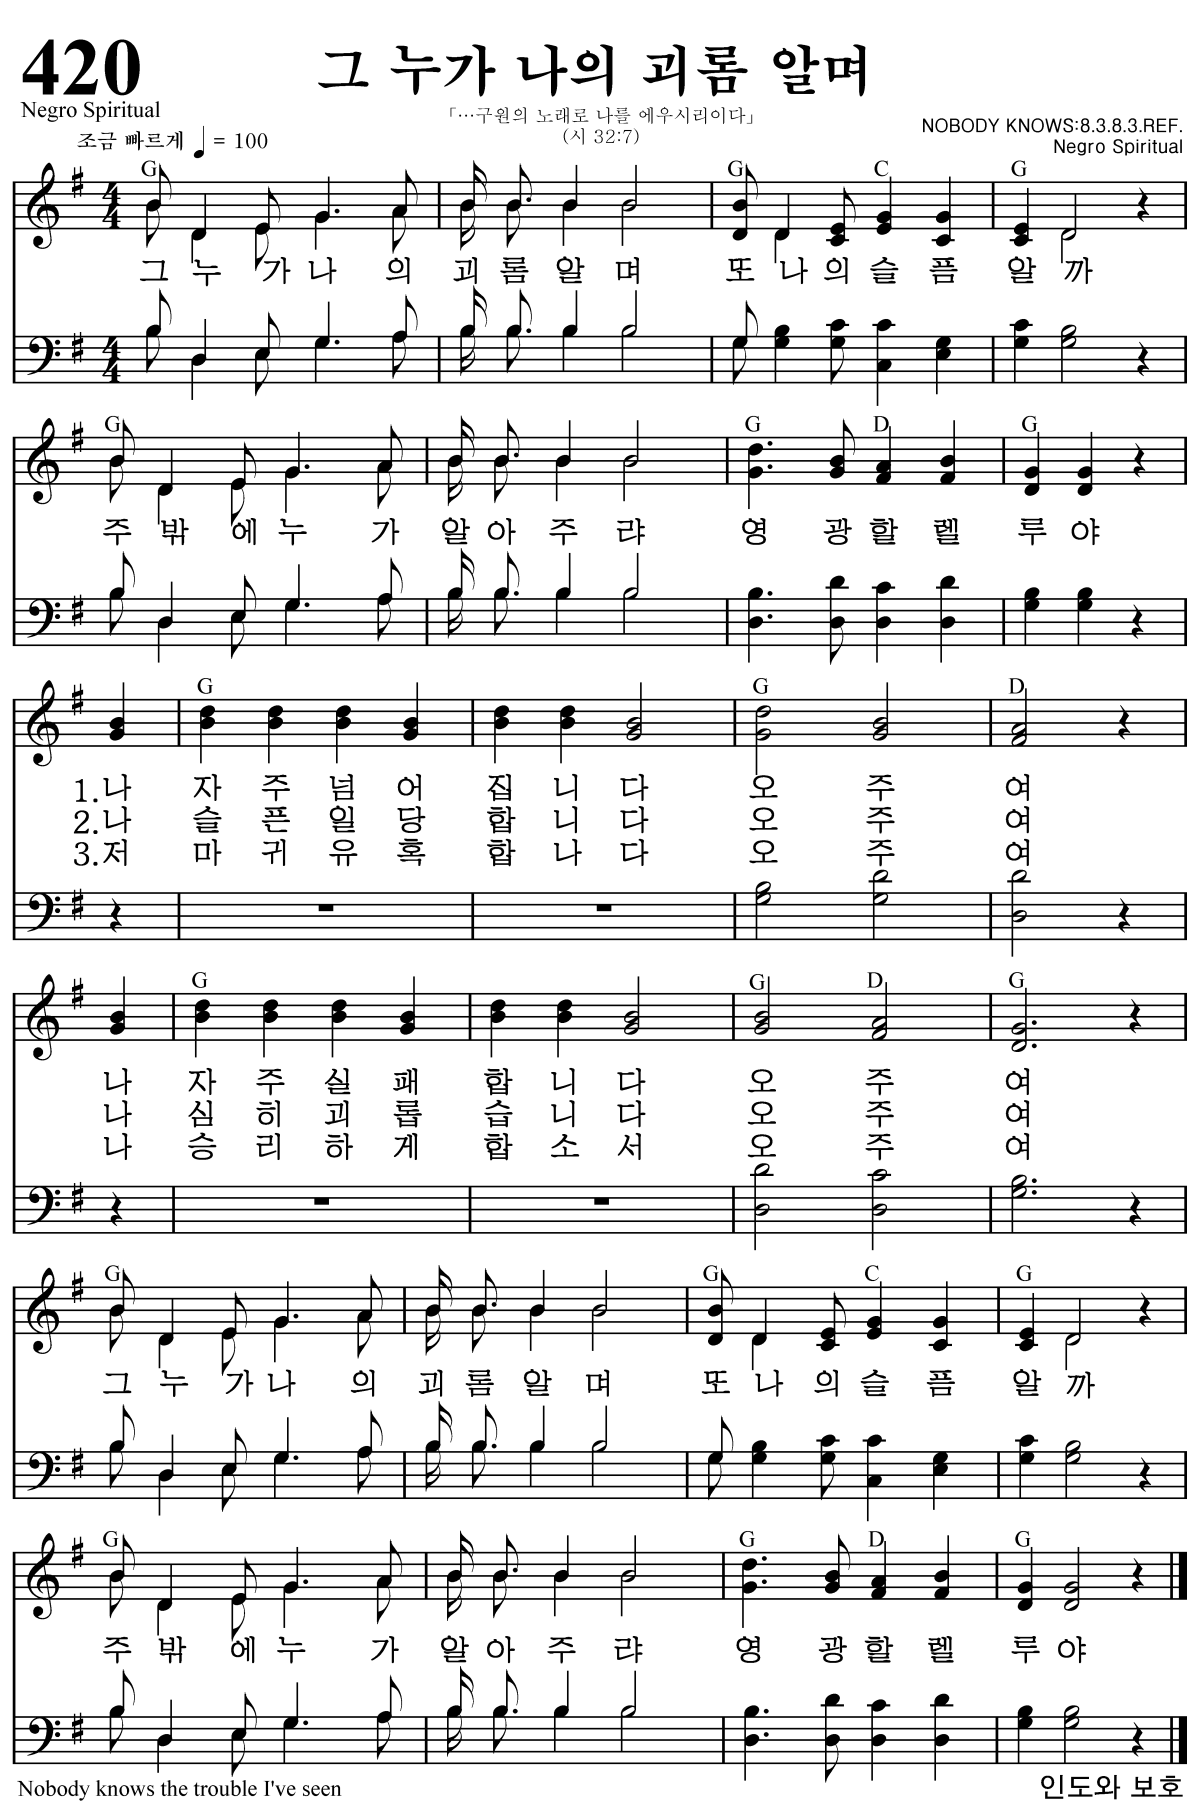 420
그 누가 나의 괴롬 알며
Negro Spiritual
「…구원의 노래로 나를 에우시리이다」
(시 32:7)
조금 빠르게 ♩ = 100
NOBODY KNOWS:8.3.8.3.REF.
Negro Spiritual
G G C G
그 누 가 나 의 괴 롬 알 며 또 나 의 슬 픔 알 까
G G D G
주 밖 에 누 가 알 아 주 랴 영 광 할 렐 루 야
G G D
1.나 자 주 넘 어 집 니 다 오 주 여
2.나 슬 픈 일 당 합 니 다 오 주 여
3.저 마 귀 유 혹 합 나 다 오 주 여
G G D G
나 자 주 실 패 합 니 다 오 주 여
나 심 히 괴 롭 습 니 다 오 주 여
나 승 리 하 게 합 소 서 오 주 여
G G C G
그 누 가 나 의 괴 롬 알 며 또 나 의 슬 픔 알 까
G G D G
주 밖 에 누 가 알 아 주 랴 영 광 할 렐 루 야
Nobody knows the trouble I've seen
인도와 보호